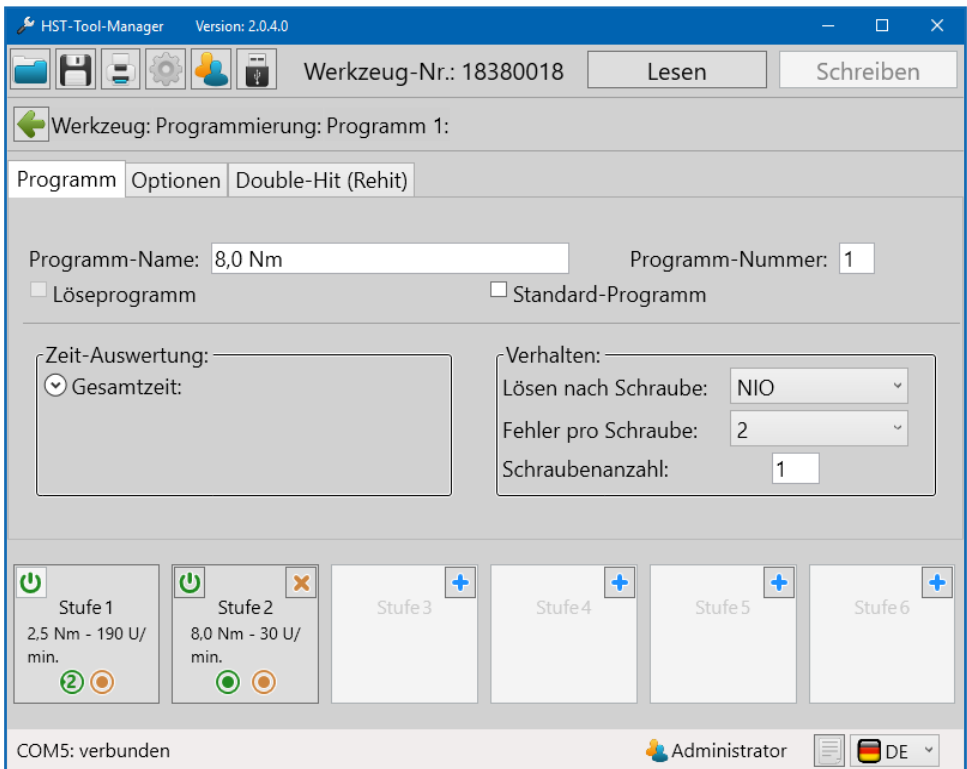 HST-Tool-Manager Version: 2.0.4.0
Werkzeug-Nr.: 18380018 Lesen Schreiben
Werkzeug: Programmierung: Programm 1:
Programm Optionen Double-Hit (Rehit)
Programm-Name: 8,0 Nm Programm-Nummer: 1
Löseprogramm Standard-Programm
Zeit-Auswertung: Verhalten:
Gesamtzeit: Lösen nach Schraube: NIO
Fehler pro Schraube: 2
Schraubenanzahl: 1
Stufe 1 Stufe 2 Stufe 3 Stufe 4 Stufe 5 Stufe 6
2,5 Nm - 190 U/ 8,0 Nm - 30 U/
min. min.
2
COM5: verbunden Administrator DE